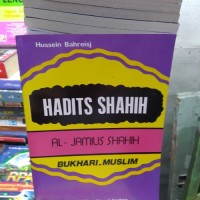 Hussein Bahreisj
HADITS SHAHIH
AL-JAMIUS SHAHIH
BUKHARI.MUSLIM